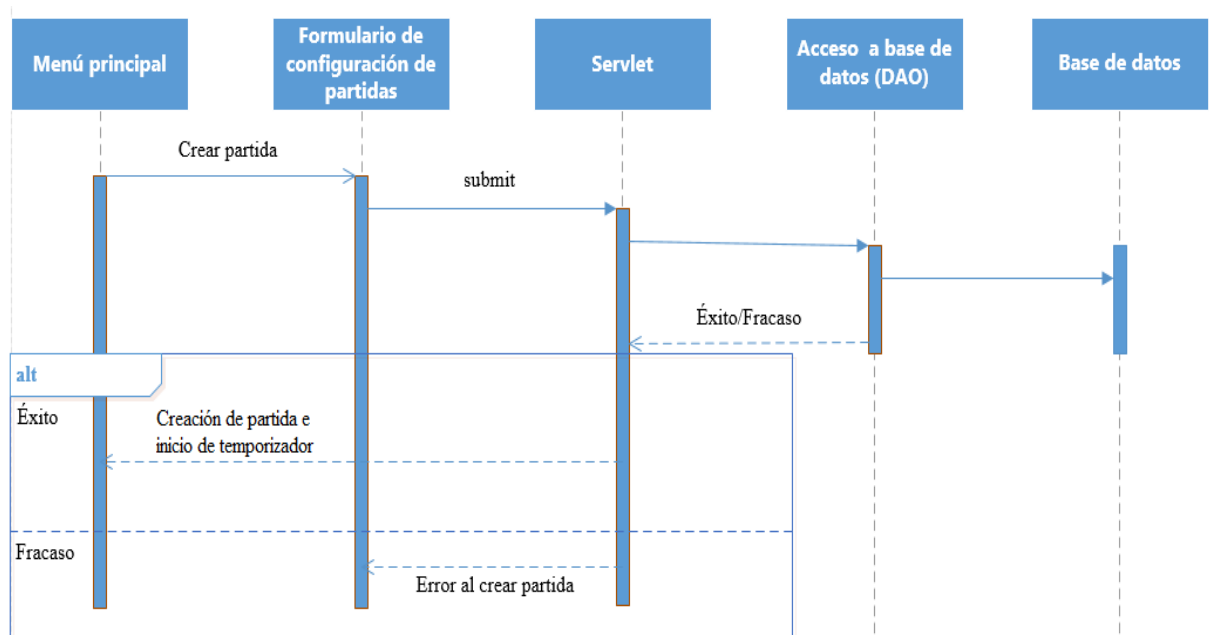 Menú principal
Formulario de
configuración de
partidas
Servlet
Acceso a base de
datos (DAO)
Base de datos
Crear partida
submit
Éxito/Fracaso
alt
Éxito
Creación de partida e
inicio de temporizador
Fracaso
Error al crear partida